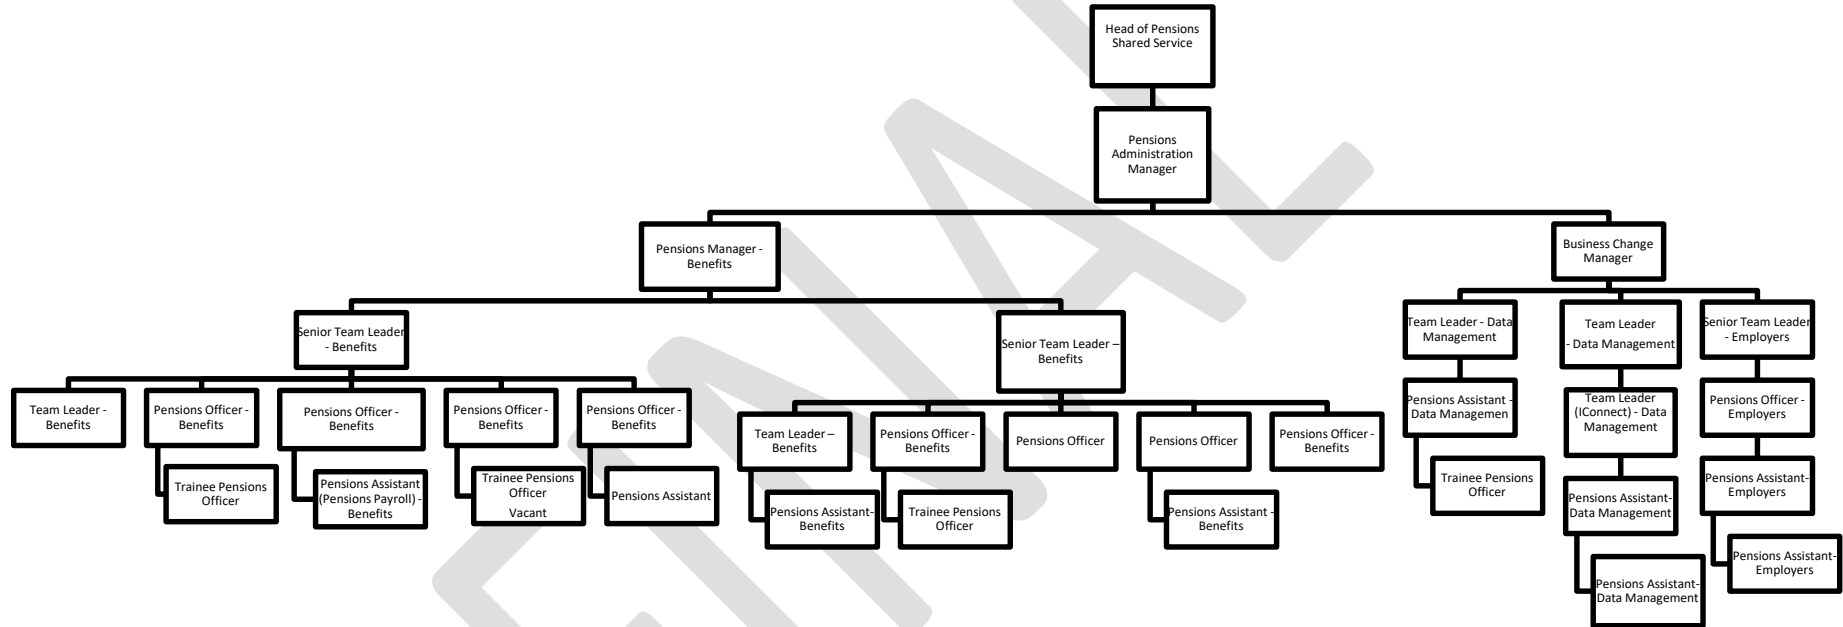 Head of Pensions
Shared Service
Pensions
Administration
Manager
Pensions Manager -
Benefits
Business Change
Manager
Senior Team Leader
- Benefits
Senior Team Leader –
Benefits
Team Leader - Data
Management
Team Leader
- Data Management
Senior Team Leader
- Employers
Team Leader -
Benefits
Pensions Officer -
Benefits
Pensions Officer -
Benefits
Pensions Officer -
Benefits
Pensions Officer -
Benefits
Team Leader –
Benefits
Pensions Officer -
Benefits
Pensions Officer
Pensions Officer
Pensions Officer -
Benefits
Pensions Assistant -
Data Managemen
Team Leader
(IConnect) - Data
Management
Pensions Officer -
Employers
Trainee Pensions
Officer
Pensions Assistant
(Pensions Payroll) -
Benefits
Trainee Pensions
Officer
Vacant
Pensions Assistant
Pensions Assistant-
Benefits
Trainee Pensions
Officer
Pensions Assistant -
Benefits
Trainee Pensions
Officer
Pensions Assistant-
Data Management
Pensions Assistant-
Employers
Pensions Assistant-
Data Management
Pensions Assistant-
Employers
FINAL